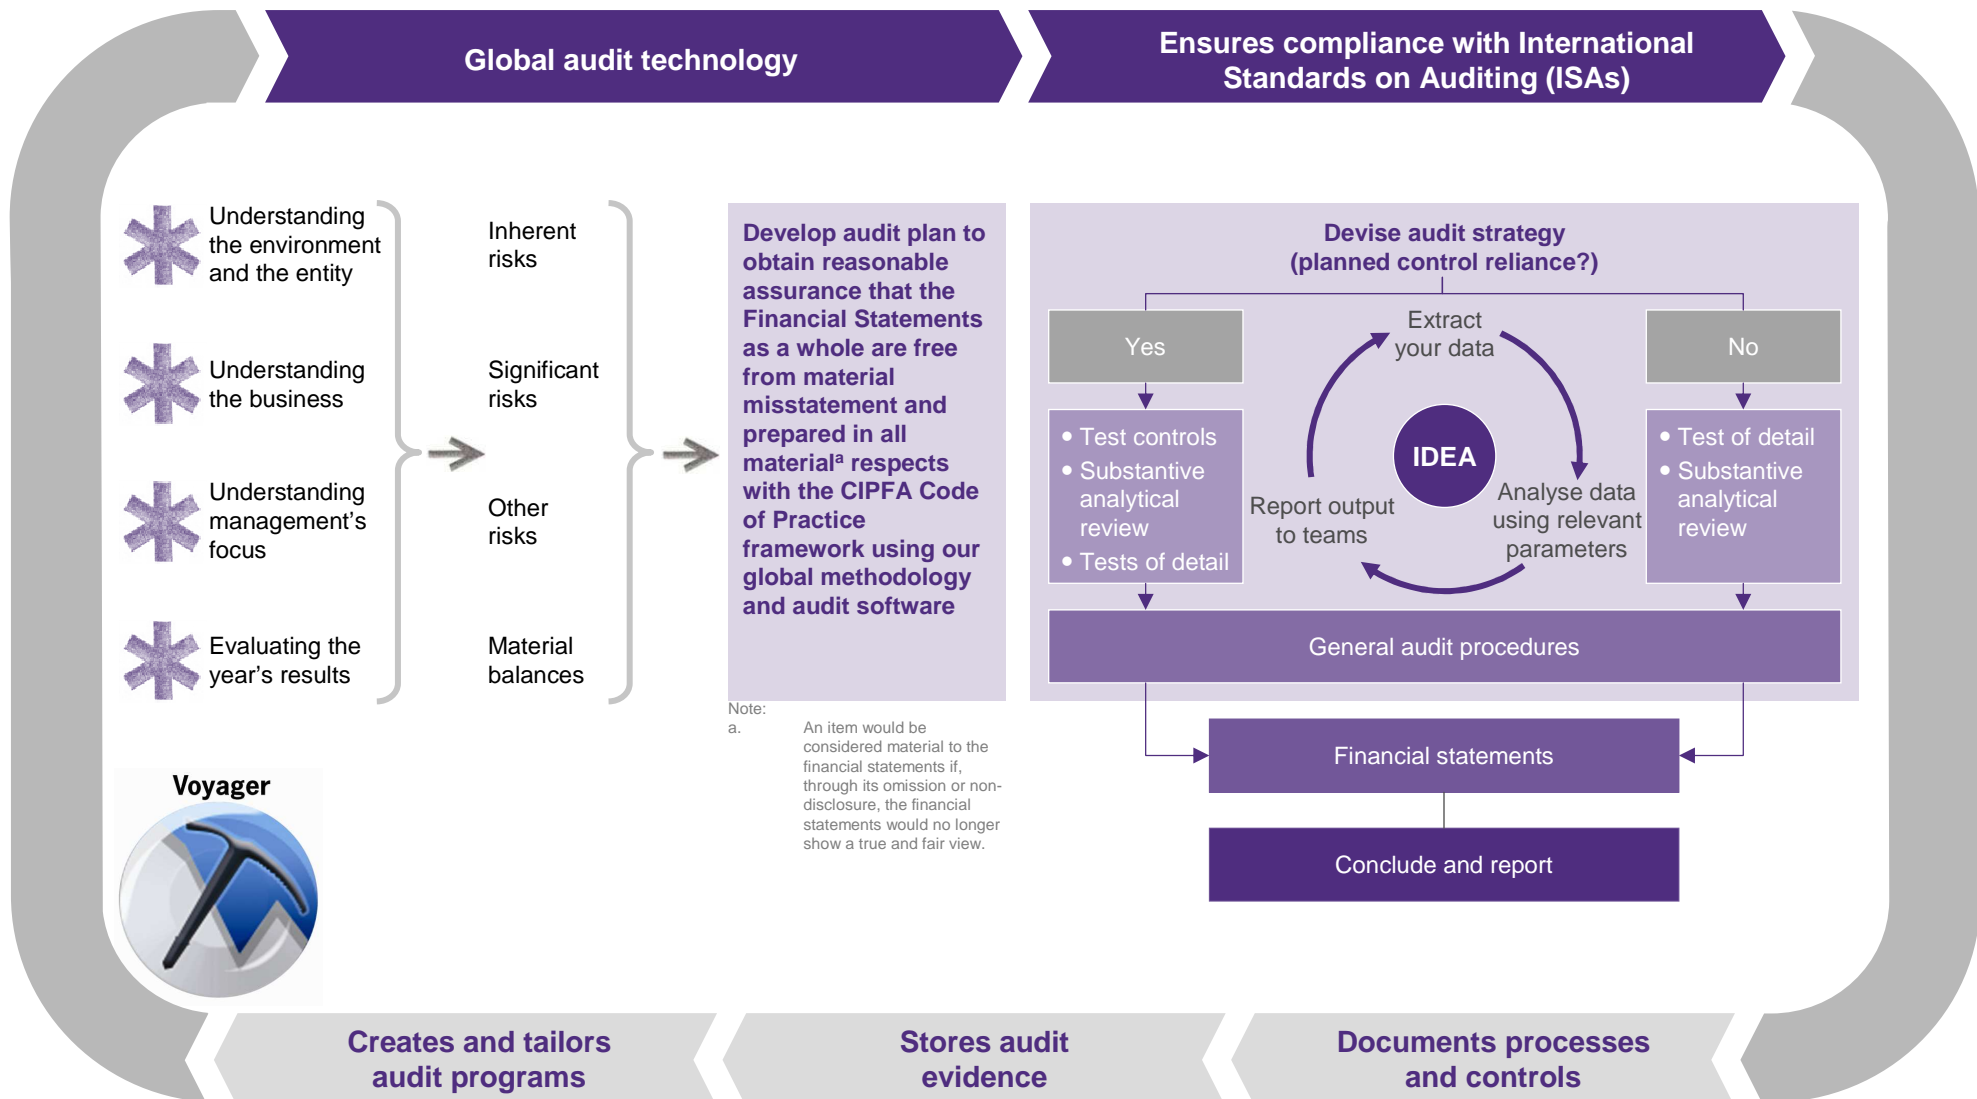 Global audit technology
Ensures compliance with International
Standards on Auditing (ISAs)
Understanding
the environment
and the entity
Understanding
the business
Understanding
management’s
focus
Evaluating the
year’s results
Inherent
risks
Significant
risks
Other
risks
Material
balances
Develop audit plan to
obtain reasonable
assurance that the
Financial Statements
as a whole are free
from material
misstatement and
prepared in all
materialª respects
with the CIPFA Code
of Practice
framework using our
global methodology
and audit software
Note:
a. An item would be
considered material to the
financial statements if,
through its omission or non-
disclosure, the financial
statements would no longer
show a true and fair view.
Devise audit strategy
(planned control reliance?)
Yes
• Test controls
• Substantive
analytical
review
• Tests of detail
Extract
your data
IDEA
Analyse data
using relevant
parameters
Report output
to teams
No
• Test of detail
• Substantive
analytical
review
General audit procedures
Financial statements
Conclude and report
Voyager
Creates and tailors
audit programs
Stores audit
evidence
Documents processes
and controls